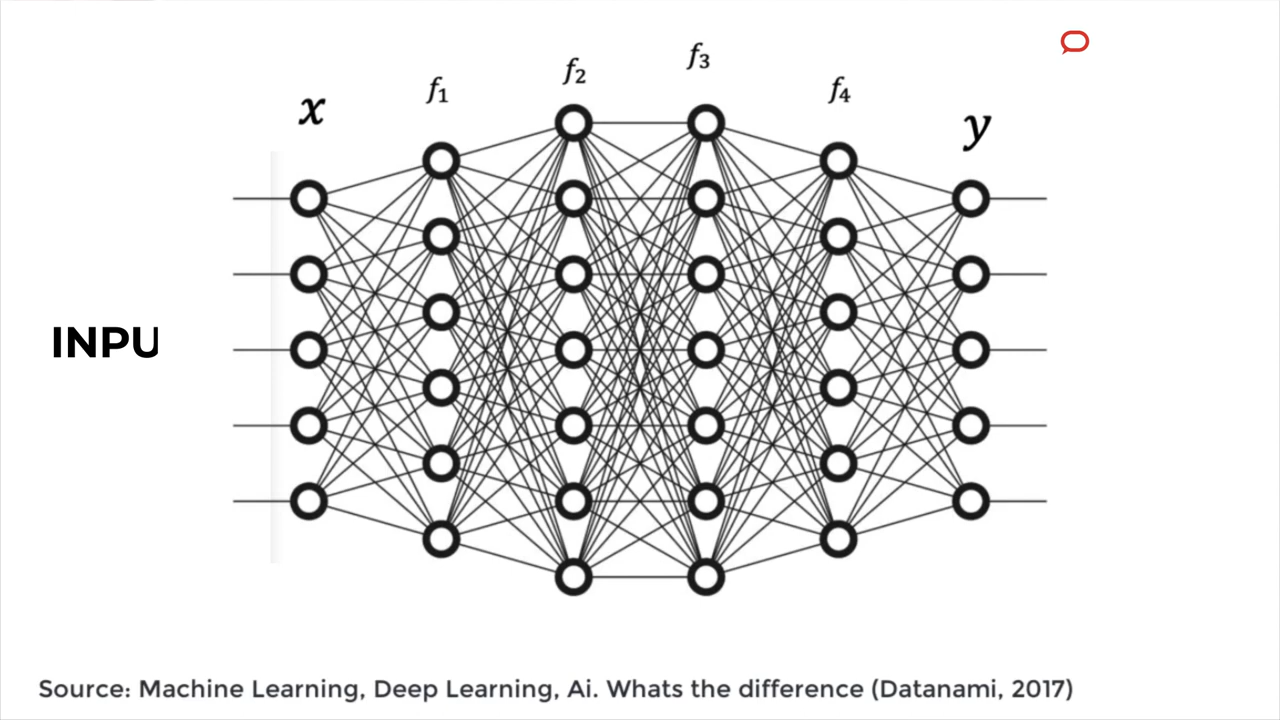 x f₁ f₂ f₃ f₄ y
INPU
Source: Machine Learning, Deep Learning, Ai. Whats the difference (Datanami, 2017)